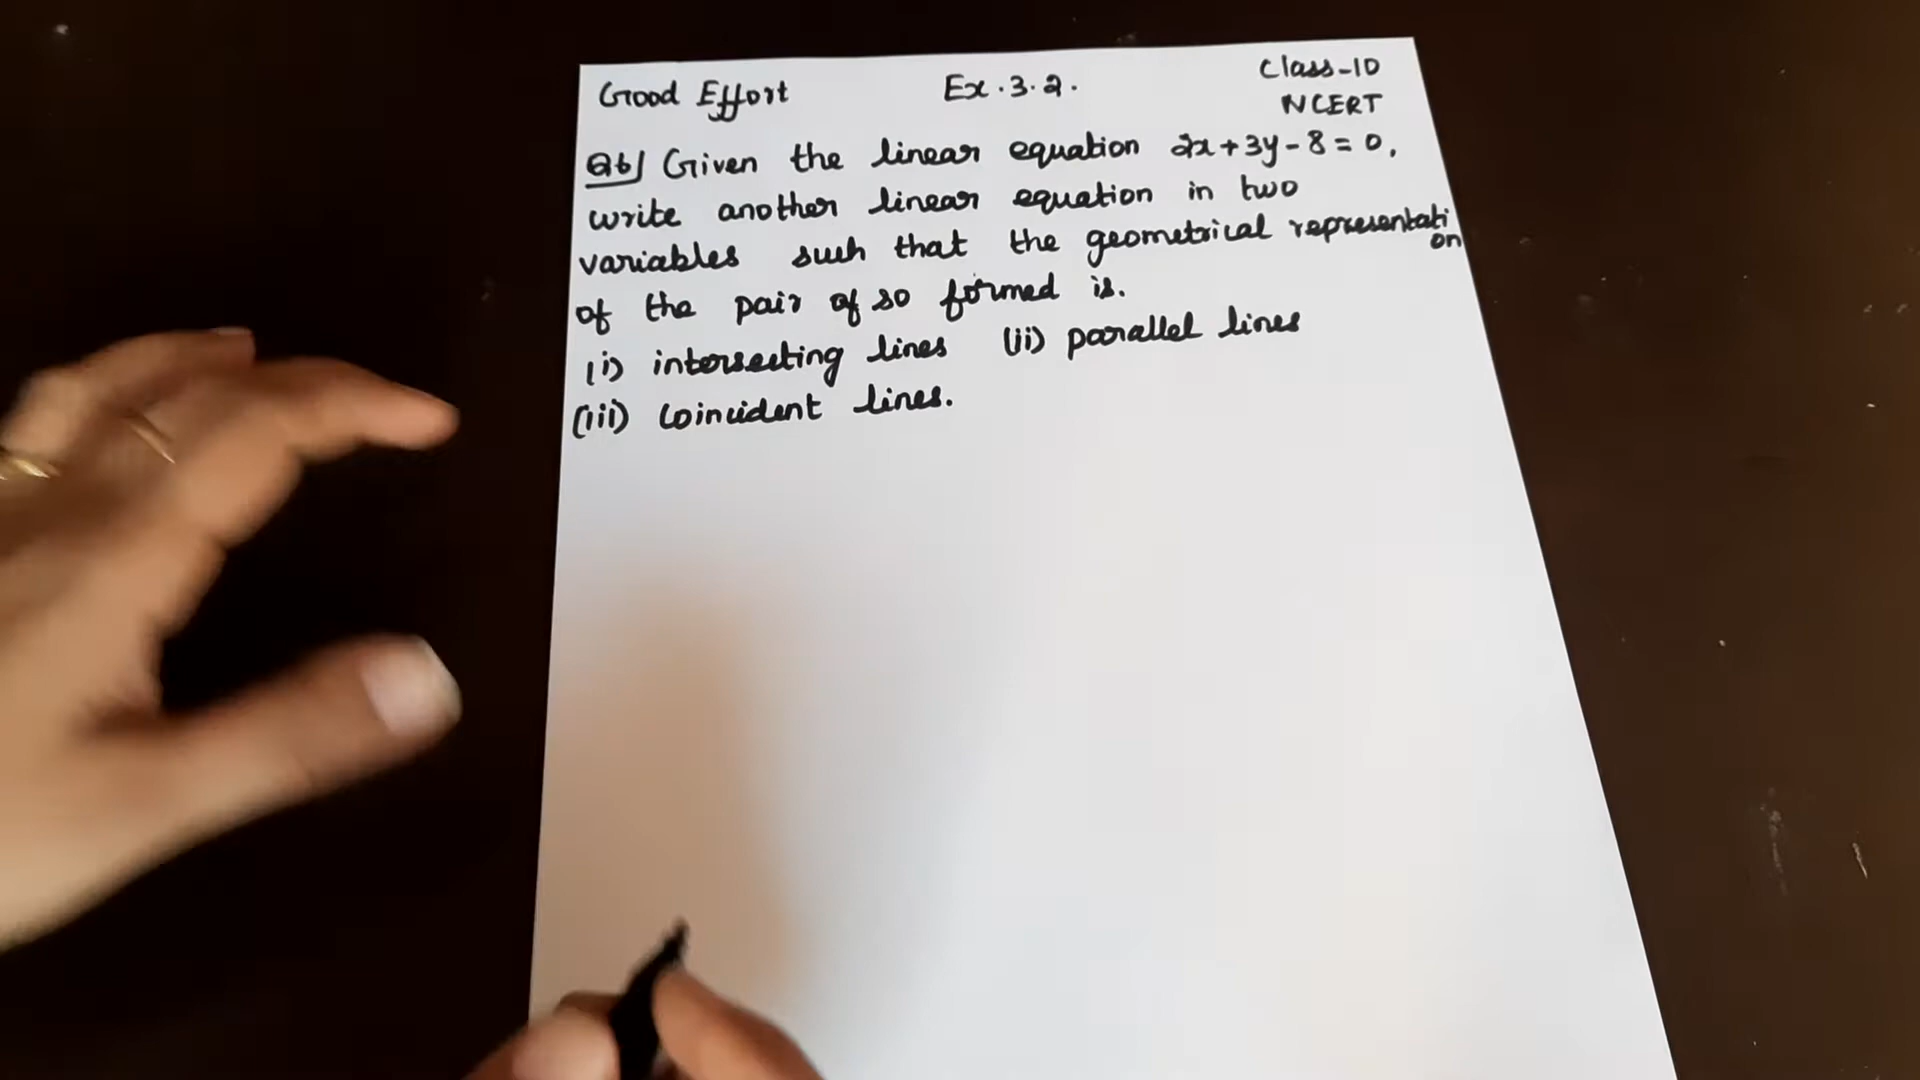 Good Effort Ex.3.2. Class-10
NCERT
Q6) Given the linear equation 2x+3y-8=0,
write another linear equation in two
variables such that the geometrical representation
of the pair of so formed is.
(i) intersecting lines (ii) parallel lines
(iii) coincident lines.